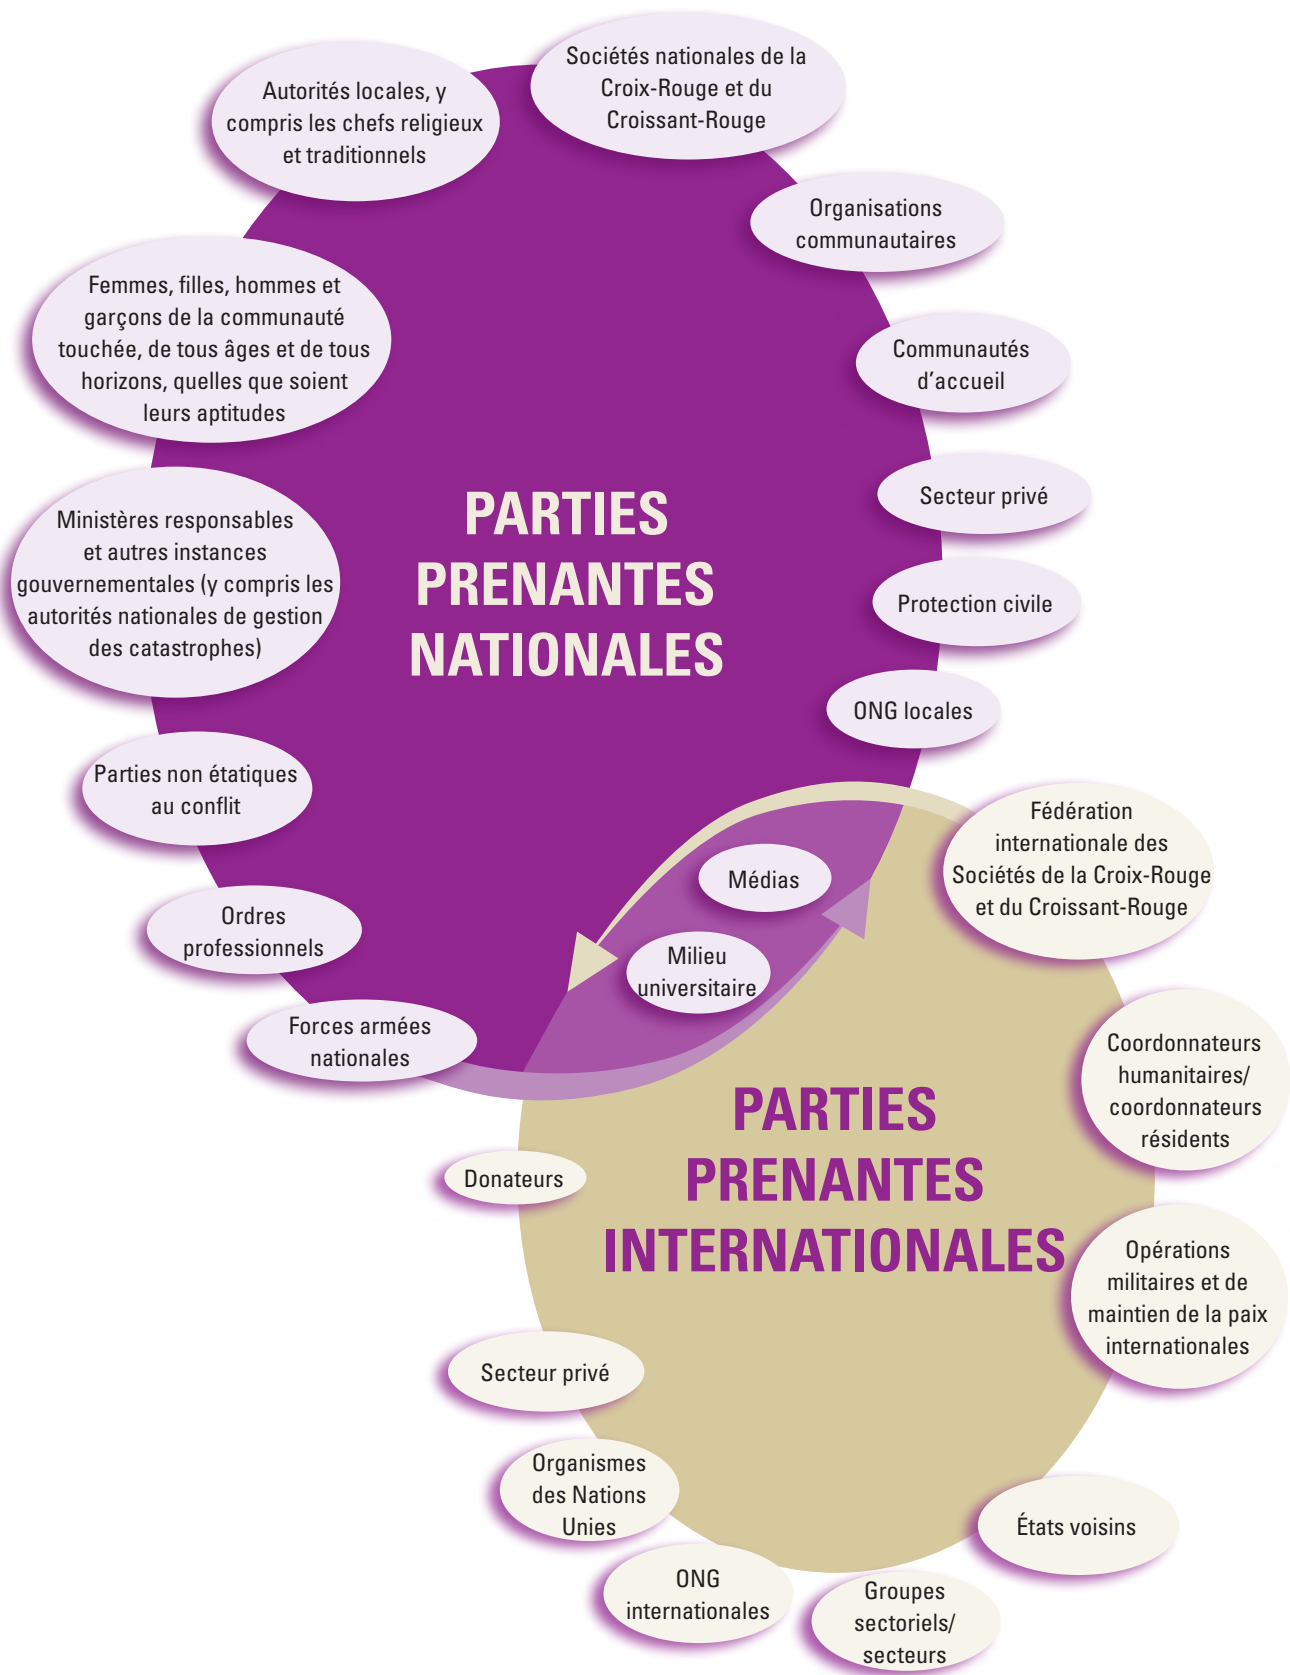 Sociétés nationales de la
Croix-Rouge et du
Croissant-Rouge
Autorités locales, y
compris les chefs religieux
et traditionnels
Organisations
communautaires
Femmes, filles, hommes et
garçons de la communauté
touchée, de tous âges et de tous
horizons, quelles que soient
leurs aptitudes
Communautés
d’accueil
Secteur privé
Ministères responsables
et autres instances
gouvernementales (y compris les
autorités nationales de gestion
des catastrophes)
PARTIES
PRENANTES
NATIONALES
Protection civile
ONG locales
Parties non étatiques
au conflit
Ordres
professionnels
Forces armées
nationales
Médias
Milieu
universitaire
Fédération
internationale des
Sociétés de la Croix-Rouge
et du Croissant-Rouge
Coordonnateurs
humanitaires/
coordonnateurs
résidents
PARTIES
PRENANTES
INTERNATIONALES
Donateurs
Opérations
militaires et de
maintien de la paix
internationales
Secteur privé
Organismes
des Nations
Unies
États voisins
ONG
internationales
Groupes
sectoriels/
secteurs